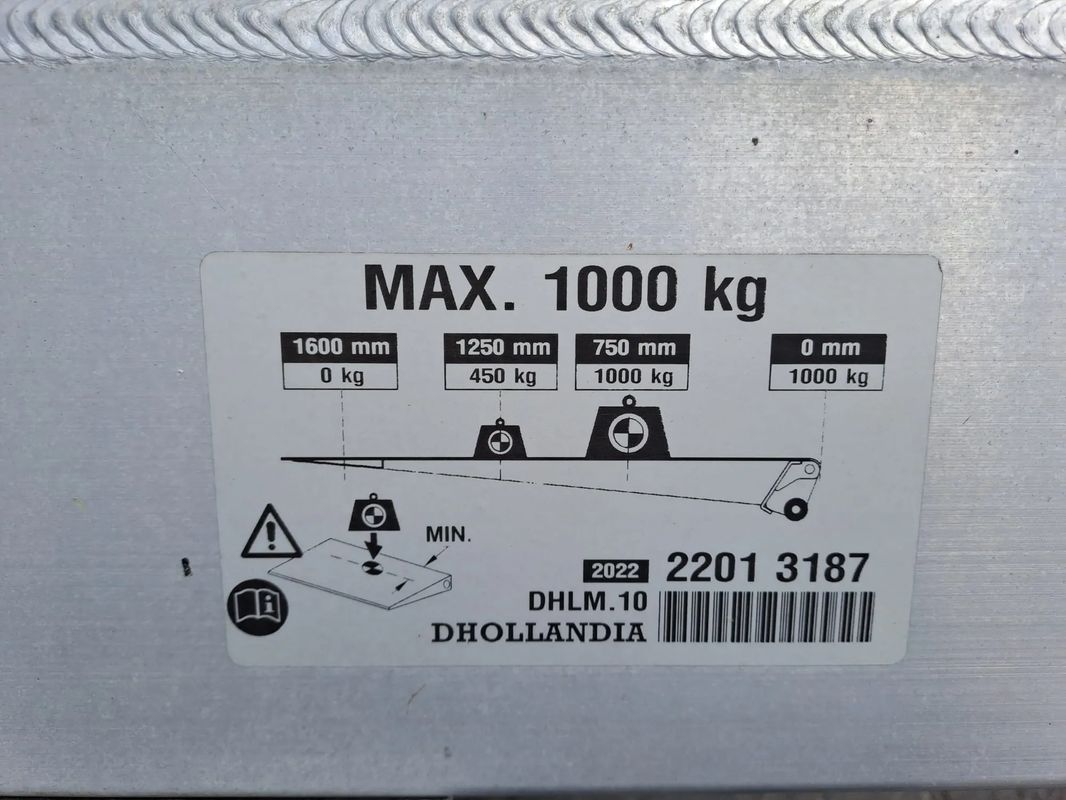 MAX. 1000 kg
1600 mm 1250 mm 750 mm 0 mm
0 kg 450 kg 1000 kg 1000 kg
MIN.
2022 2201 3187
DHLM.10
DHOLLANDIA